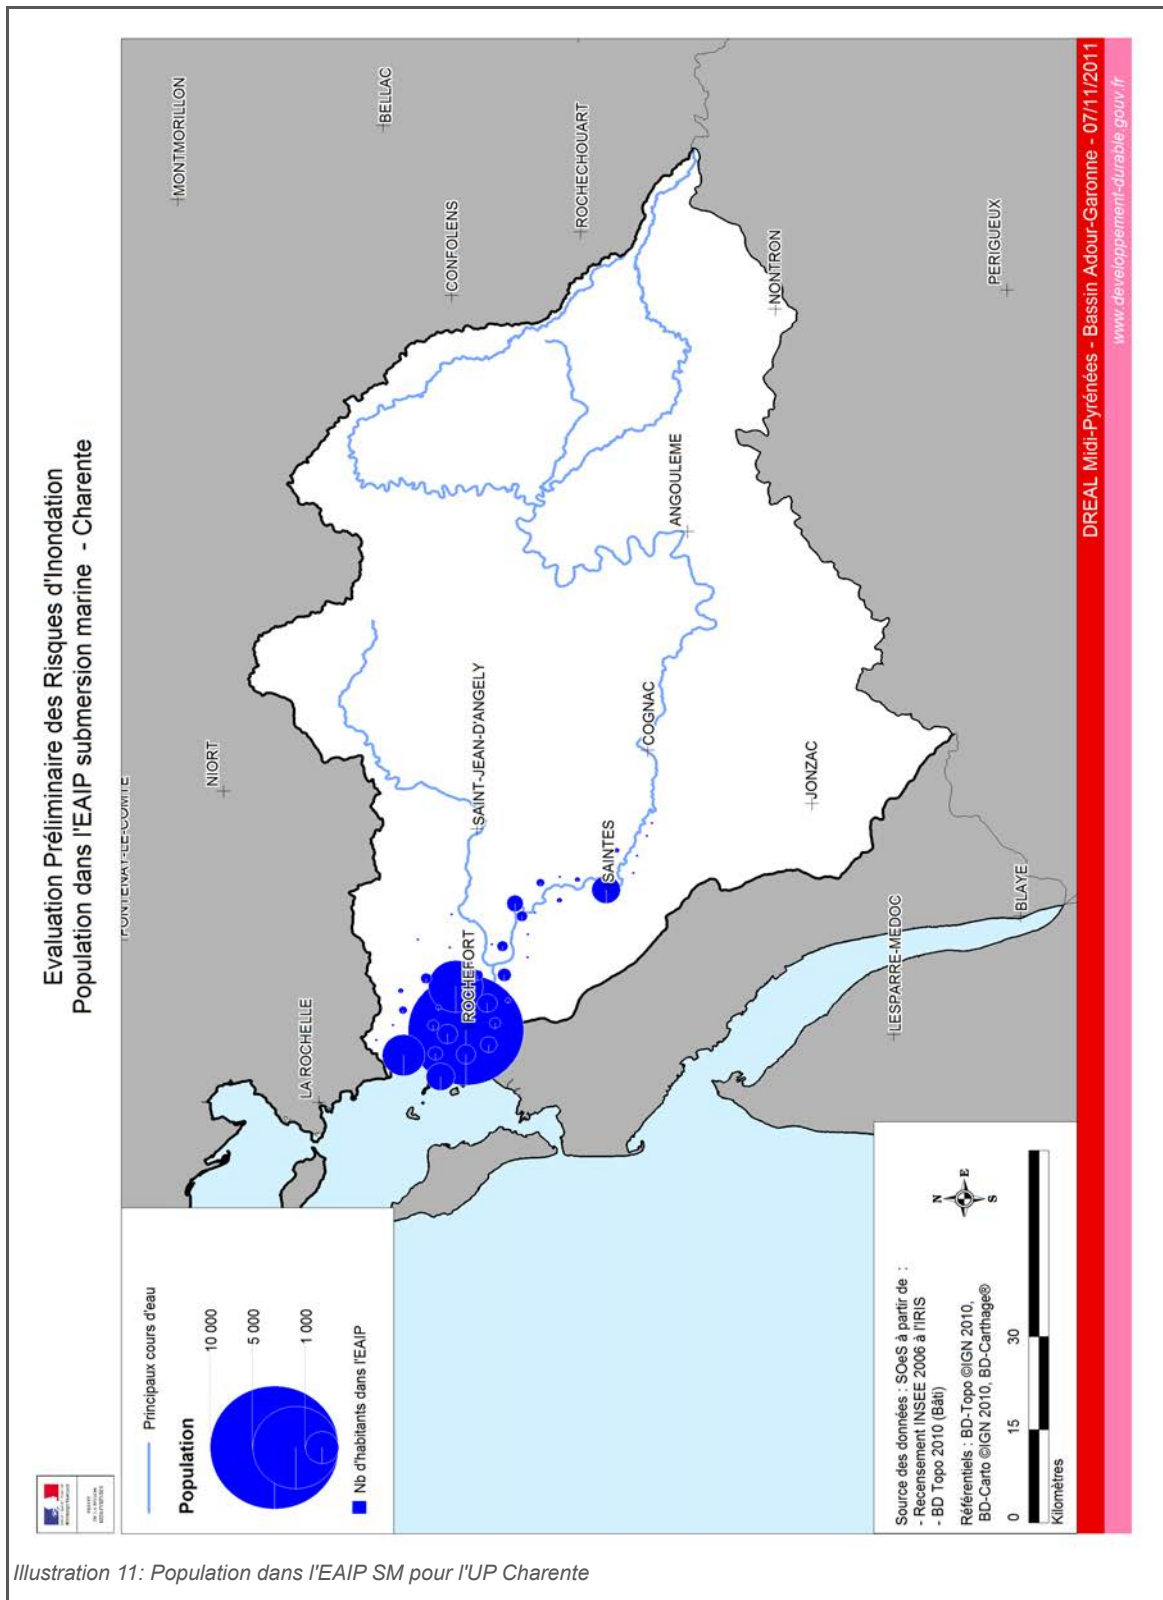 Evaluation Préliminaire des Risques d'Inondation
Population dans l'EAIP submersion marine - Charente
MONTMORILLON
BELLAC
CONFOLENS
ROCHECHOUART
NONTRON
PERIGUEUX
ANGOULEME
NIORT
FONTENAY-LE-COMTE
SAINT-JEAN-D'ANGELY
COGNAC
JONZAC
SAINTES
ROCHEFORT
LA ROCHELLE
LESPARRE-MEDOC
BLAYE
Principaux cours d'eau
Population
10 000
5 000
1 000
Nb d'habitants dans l'EAIP
Source des données : SOeS à partir de :
- Recensement INSEE 2006 à l'IRIS
- BD Topo 2010 (Bâti)
Référentiels : BD-Topo ©IGN 2010,
BD-Carto ©IGN 2010, BD-Carthage®
N
E
S
0 15 30
Kilomètres
DREAL Midi-Pyrénées - Bassin Adour-Garonne - 07/11/2011
www.developpement-durable.gouv.fr
Illustration 11: Population dans l'EAIP SM pour l'UP Charente